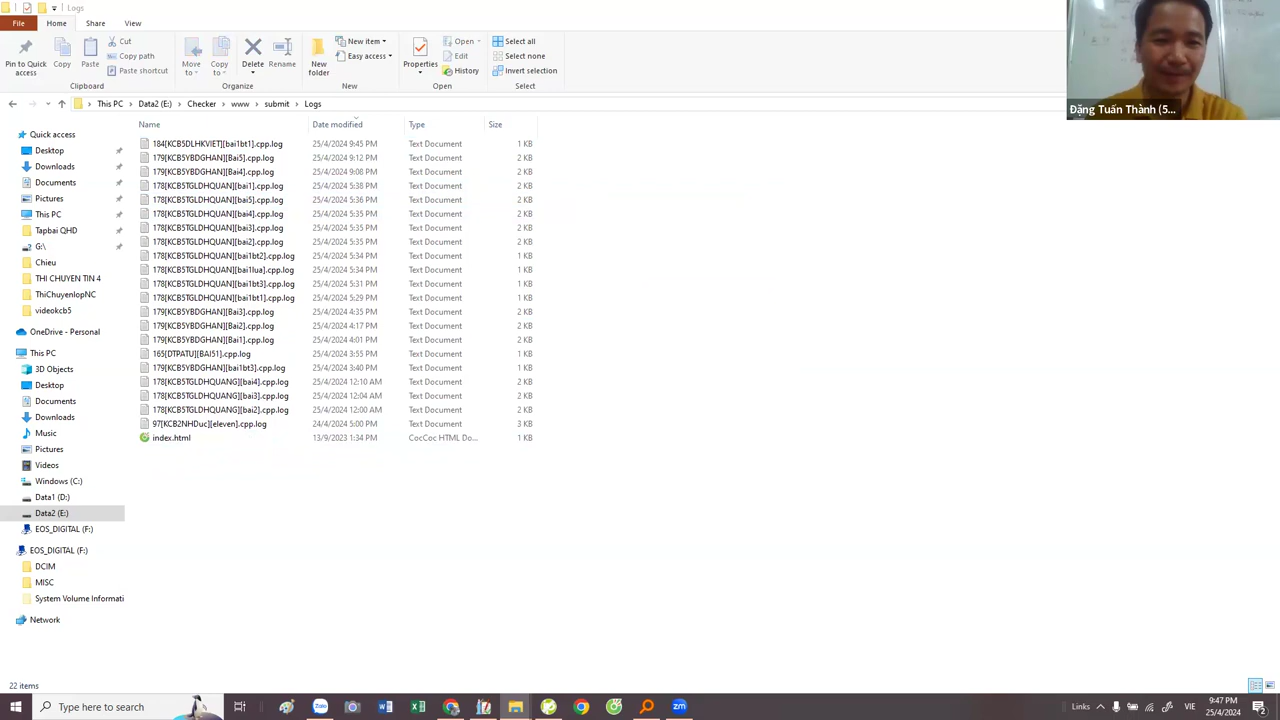 Logs
File Home Share View
Pin to Quick access
Copy
Paste
Cut
Copy path
Paste shortcut
Clipboard
Move to
Copy to
Delete
Rename
Organize
New folder
New item
Easy access
New
Properties
Open
Edit
History
Open
Select all
Select none
Invert selection
Select
Đặng Tuấn Thành (5...
This PC > Data2 (E:) > Checker > www > submit > Logs
Name Date modified Type Size
Quick access
Desktop
Downloads
Documents
Pictures
This PC
Tapbai QHD
G:\
Chieu
THI CHUYEN TIN 4
ThiChuyenlopNC
videokcb5
OneDrive - Personal
This PC
3D Objects
Desktop
Documents
Downloads
Music
Pictures
Videos
Windows (C:)
Data1 (D:)
Data2 (E:)
EOS_DIGITAL (F:)
EOS_DIGITAL (F:)
DCIM
MISC
System Volume Informati
Network
184[KCB5DLHKVIET][bai1bt1].cpp.log 25/4/2024 9:45 PM Text Document 1 KB
179[KCB5YBDGHAN][Bai5].cpp.log 25/4/2024 9:12 PM Text Document 2 KB
179[KCB5YBDGHAN][Bai4].cpp.log 25/4/2024 9:08 PM Text Document 2 KB
178[KCB5TGLDHQUAN][bai1].cpp.log 25/4/2024 5:38 PM Text Document 2 KB
178[KCB5TGLDHQUAN][bai5].cpp.log 25/4/2024 5:36 PM Text Document 2 KB
178[KCB5TGLDHQUAN][bai4].cpp.log 25/4/2024 5:35 PM Text Document 2 KB
178[KCB5TGLDHQUAN][bai3].cpp.log 25/4/2024 5:35 PM Text Document 2 KB
178[KCB5TGLDHQUAN][bai2].cpp.log 25/4/2024 5:35 PM Text Document 2 KB
178[KCB5TGLDHQUAN][bai1bt2].cpp.log 25/4/2024 5:34 PM Text Document 1 KB
178[KCB5TGLDHQUAN][bai1lua].cpp.log 25/4/2024 5:34 PM Text Document 1 KB
178[KCB5TGLDHQUAN][bai1bt3].cpp.log 25/4/2024 5:31 PM Text Document 1 KB
178[KCB5TGLDHQUAN][bai1bt1].cpp.log 25/4/2024 5:29 PM Text Document 1 KB
179[KCB5YBDGHAN][Bai3].cpp.log 25/4/2024 4:35 PM Text Document 2 KB
179[KCB5YBDGHAN][Bai2].cpp.log 25/4/2024 4:17 PM Text Document 2 KB
179[KCB5YBDGHAN][Bai1].cpp.log 25/4/2024 4:01 PM Text Document 2 KB
165[DTPATU][BAI51].cpp.log 25/4/2024 3:55 PM Text Document 1 KB
179[KCB5YBDGHAN][bai1bt3].cpp.log 25/4/2024 3:40 PM Text Document 1 KB
178[KCB5TGLDHQUANG][bai4].cpp.log 25/4/2024 12:10 AM Text Document 2 KB
178[KCB5TGLDHQUANG][bai3].cpp.log 25/4/2024 12:04 AM Text Document 2 KB
178[KCB5TGLDHQUANG][bai2].cpp.log 25/4/2024 12:00 AM Text Document 2 KB
97[KCB2NHDuc][eleven].cpp.log 24/4/2024 5:00 PM Text Document 3 KB
index.html 13/9/2023 1:34 PM CocCoc HTML Do... 1 KB
22 items
Type here to search
Links
VIE
9:47 PM
25/4/2024
2